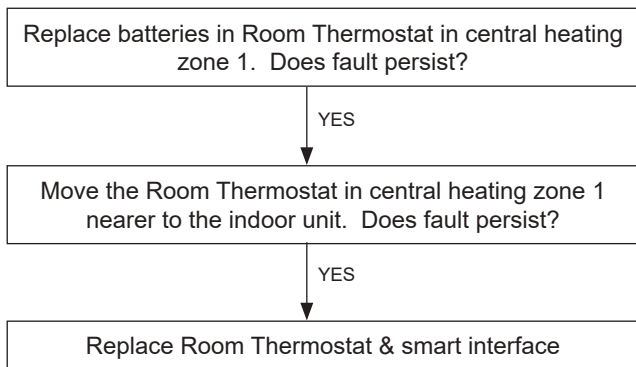 Replace batteries in Room Thermostat in central heating
zone 1.  Does fault persist?
YES
Move the Room Thermostat in central heating zone 1
nearer to the indoor unit.  Does fault persist?
YES
Replace Room Thermostat & smart interface